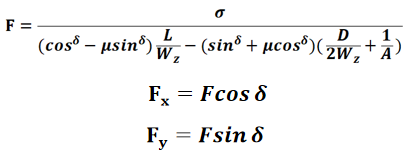 F = σ / ((cos^δ − μsin^δ) L/W_z − (sin^δ + μcos^δ)(D/2W_z + 1/A))
F_x = Fcos δ
F_y = Fsin δ